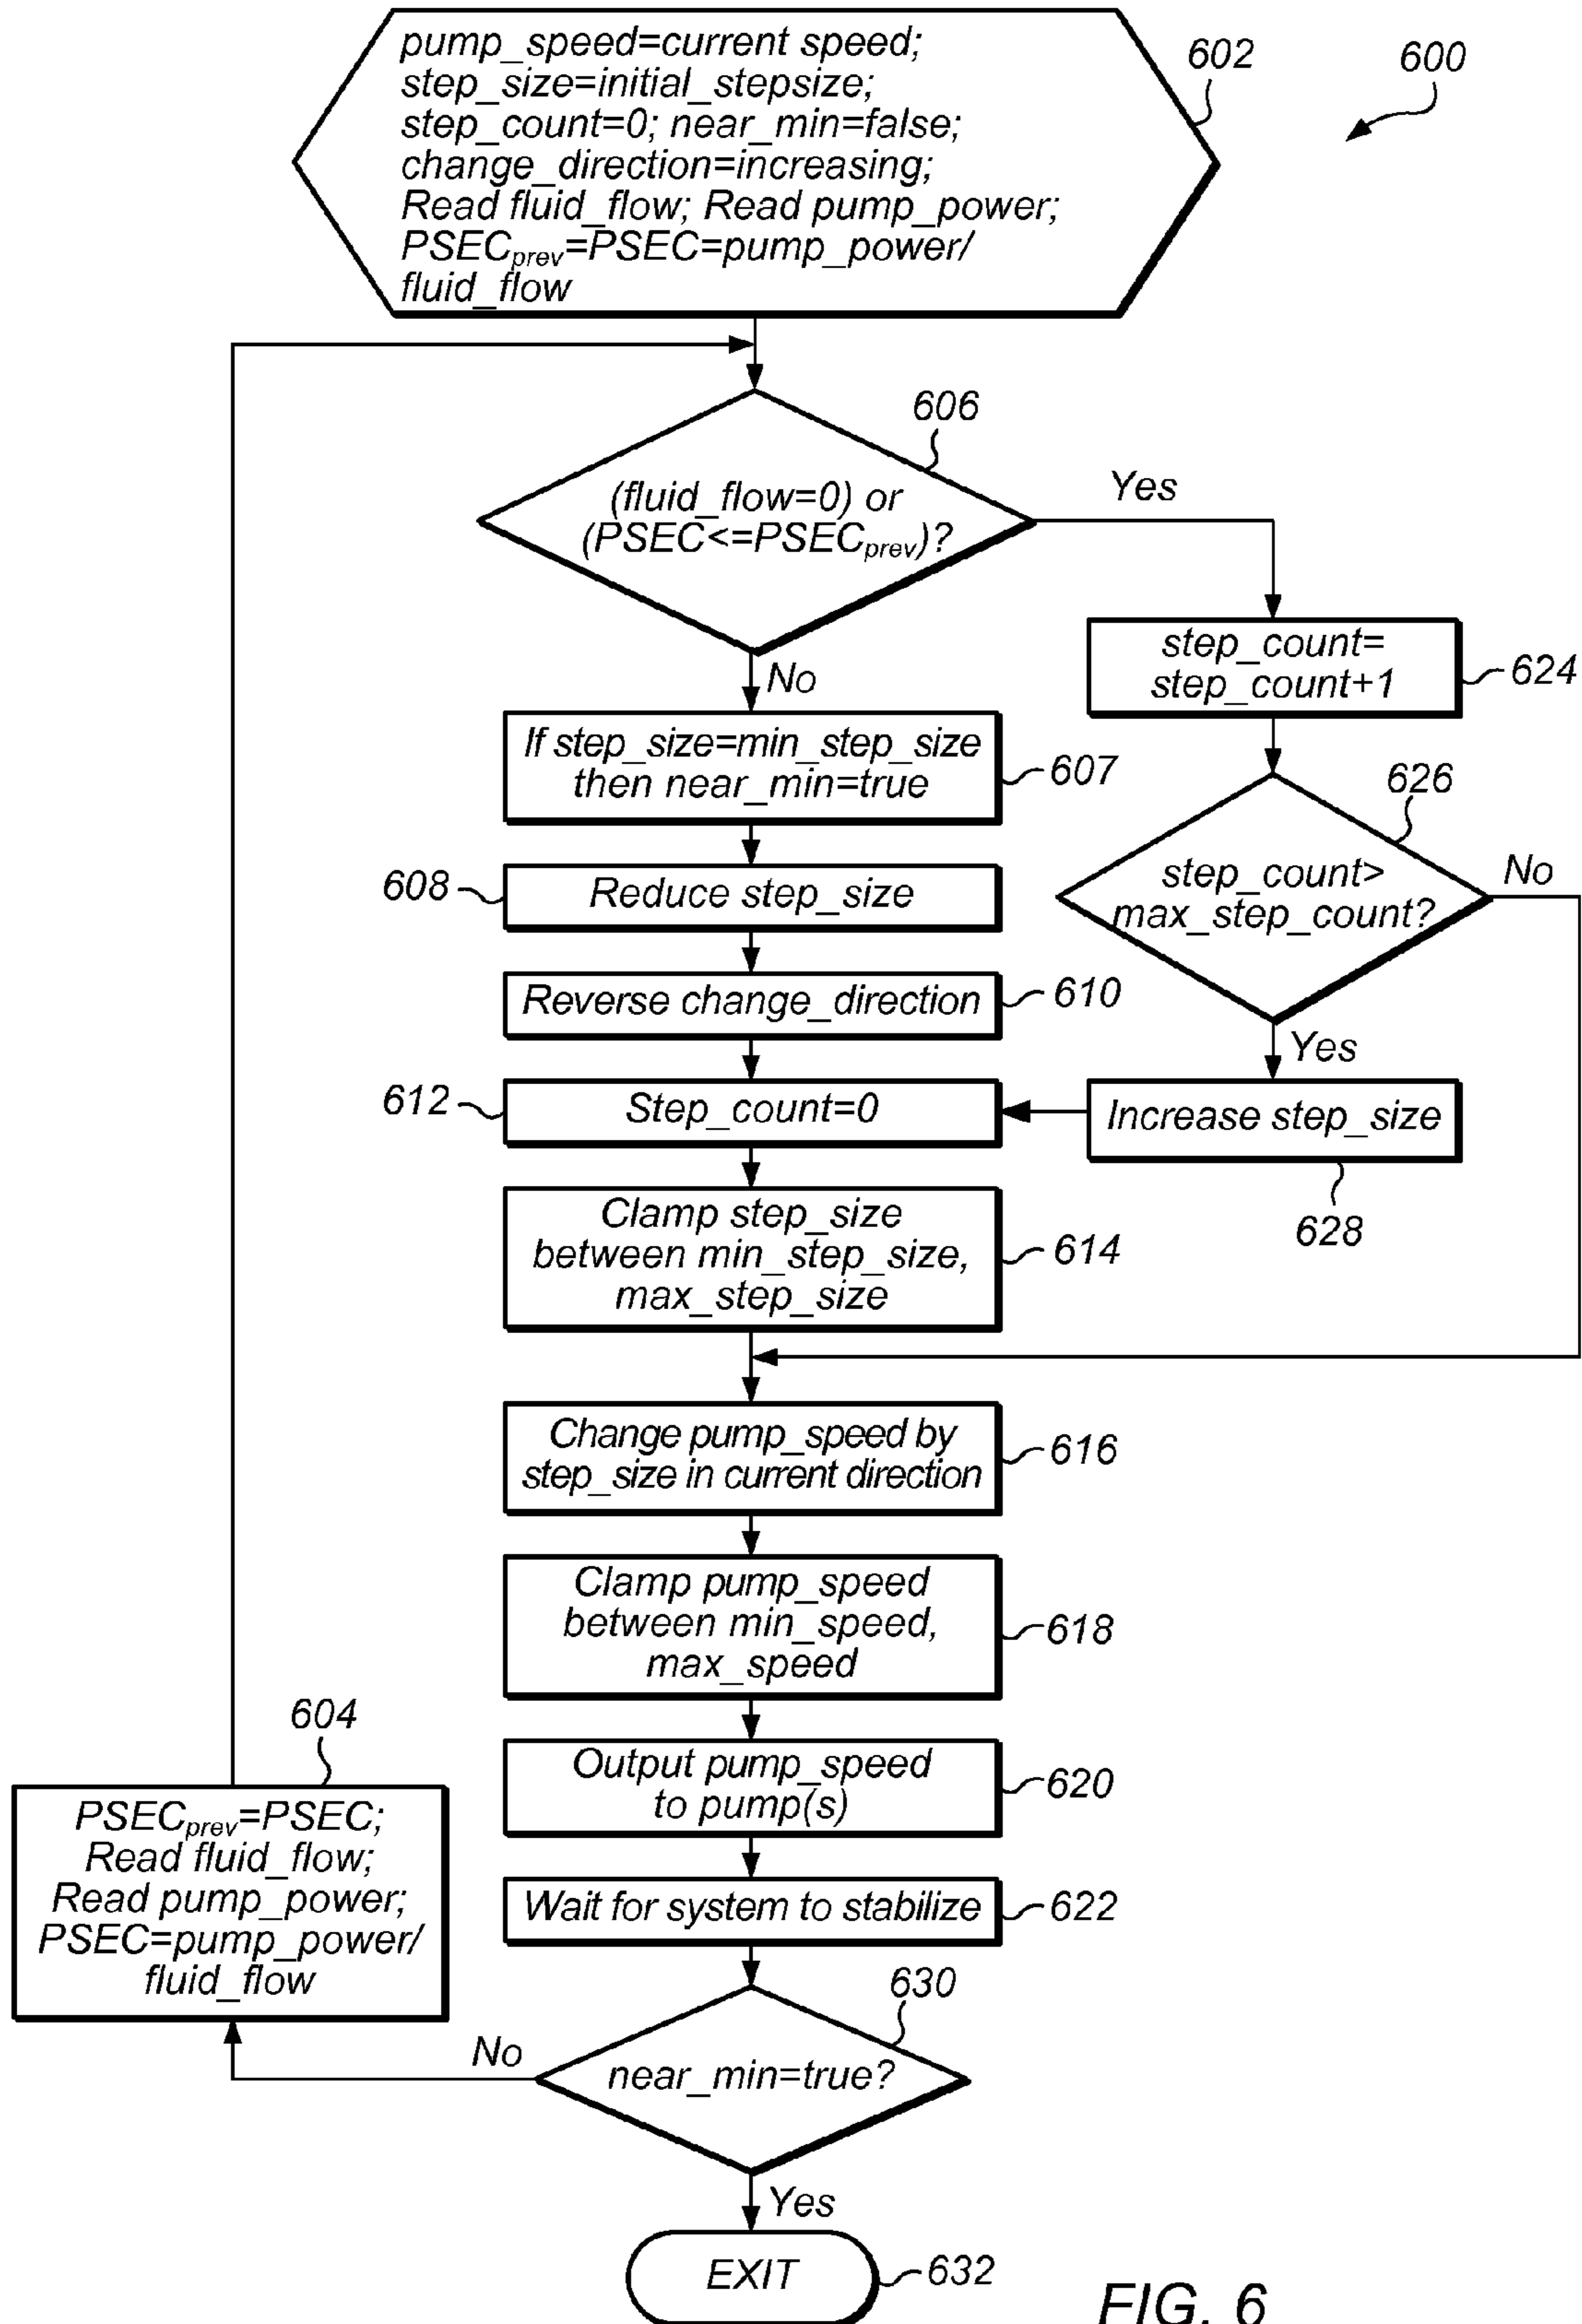 pump_speed=current speed;
step_size=initial_stepsize;
step_count=0; near_min=false;
change_direction=increasing;
Read fluid_flow; Read pump_power;
PSECprev=PSEC=pump_power/
fluid_flow
602
600
606
(fluid_flow=0) or
(PSEC<=PSECprev)?
Yes
No
step_count=
step_count+1
624
If step_size=min_step_size
then near_min=true
607
626
step_count>
max_step_count?
No
Yes
608
Reduce step_size
Reverse change_direction
610
612
Step_count=0
Increase step_size
628
Clamp step_size
between min_step_size,
max_step_size
614
Change pump_speed by
step_size in current direction
616
Clamp pump_speed
between min_speed,
max_speed
618
Output pump_speed
to pump(s)
620
604
PSECprev=PSEC;
Read fluid_flow;
Read pump_power;
PSEC=pump_power/
fluid_flow
Wait for system to stabilize
622
630
near_min=true?
No
Yes
EXIT
632
FIG. 6